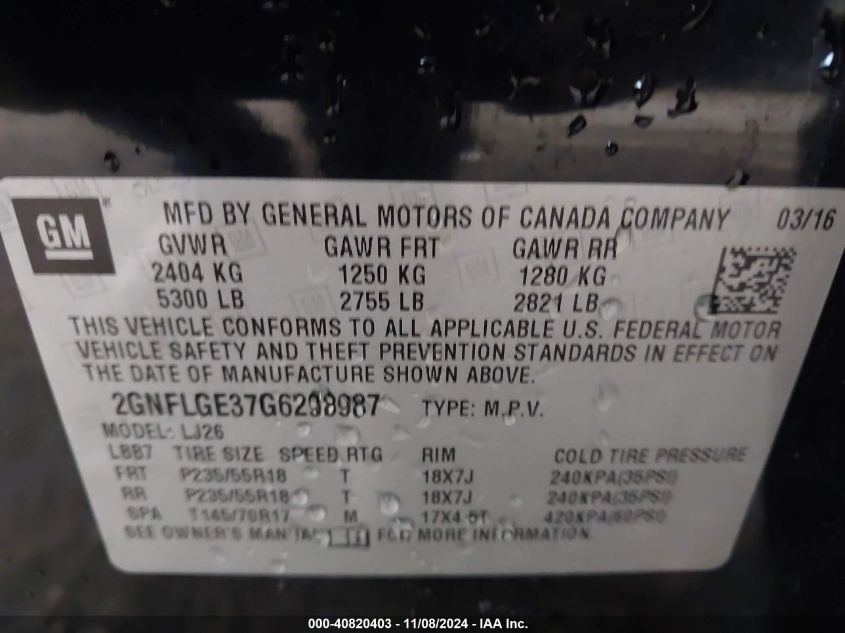 GM
MFD BY GENERAL MOTORS OF CANADA COMPANY 03/16
GVWR GAWR FRT GAWR RR
2404 KG 1250 KG 1280 KG
5300 LB 2755 LB 2821 LB
THIS VEHICLE CONFORMS TO ALL APPLICABLE U.S. FEDERAL MOTOR
VEHICLE SAFETY AND THEFT PREVENTION STANDARDS IN EFFECT ON
THE DATE OF MANUFACTURE SHOWN ABOVE.
2GNFLGE37G6298987 TYPE: M.P.V.
MODEL: LJ26
LBB7 TIRE SIZE SPEED RTG RIM COLD TIRE PRESSURE
FRT P235/55R18 T 18X7J 240KPA(35PSI)
RR P235/55R18 T 18X7J 240KPA(35PSI)
SPA T145/70R17 M 17X4.5T 420KPA(60PSI)
SEE OWNER'S MANUAL FOR MORE INFORMATION.
000-40820403 - 11/08/2024 - IAA Inc.